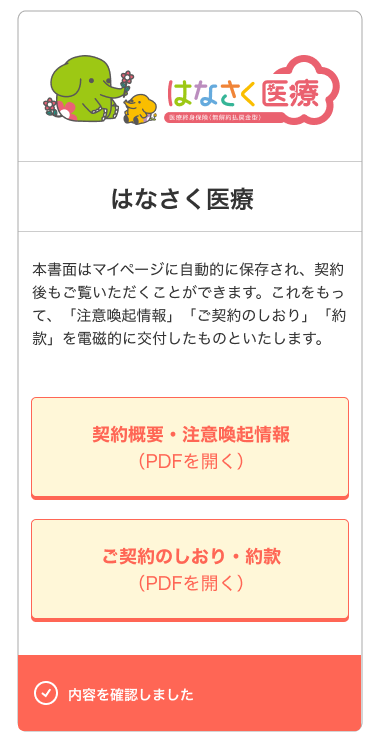 はなさく医療
医療終身保険（無解約払戻金型）
はなさく医療
本書面はマイページに自動的に保存され、契約
後もご覧いただくことができます。これをもっ
て、「注意喚起情報」「ご契約のしおり」「約
款」を電磁的に交付したものといたします。
契約概要・注意喚起情報
（PDFを開く）
ご契約のしおり・約款
（PDFを開く）
内容を確認しました